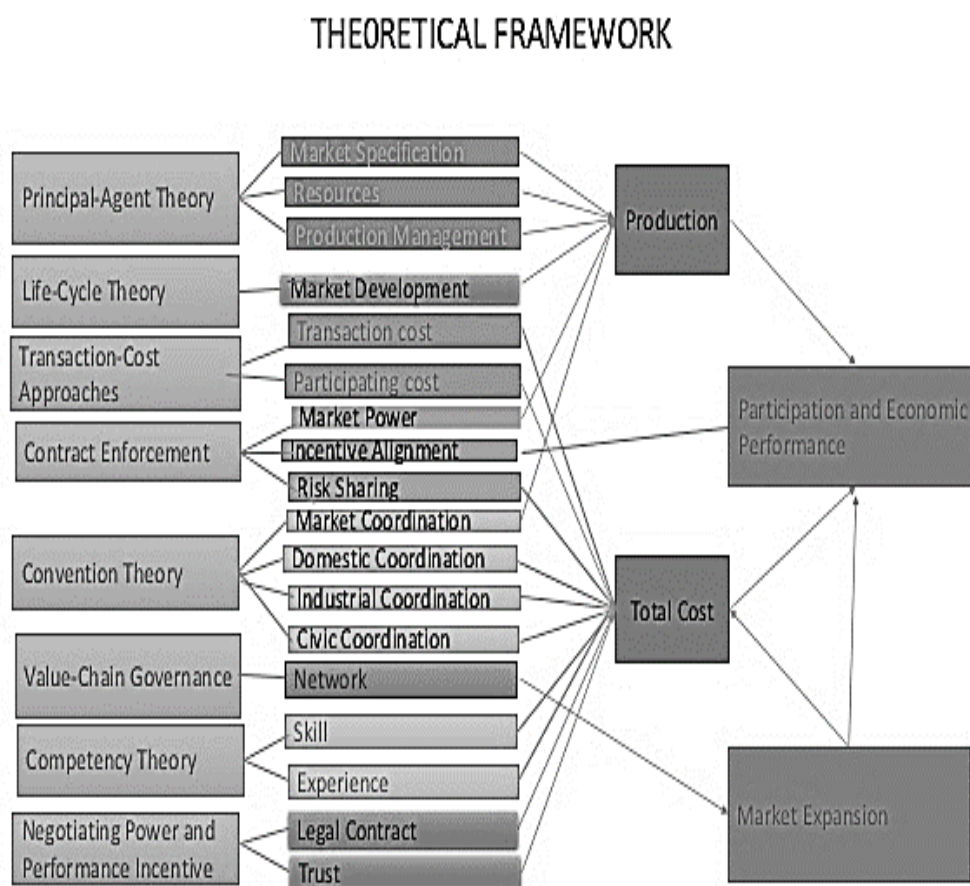 THEORETICAL FRAMEWORK
Principal-Agent Theory
Life-Cycle Theory
Transaction-Cost
Approaches
Contract Enforcement
Convention Theory
Value-Chain Governance
Competency Theory
Negotiating Power and
Performance Incentive
Market Specification
Resources
Production Management
Market Development
Transaction cost
Participating cost
Market Power
Incentive Alignment
Risk Sharing
Market Coordination
Domestic Coordination
Industrial Coordination
Civic Coordination
Network
Skill
Experience
Legal Contract
Trust
Production
Total Cost
Participation and Economic
Performance
Market Expansion